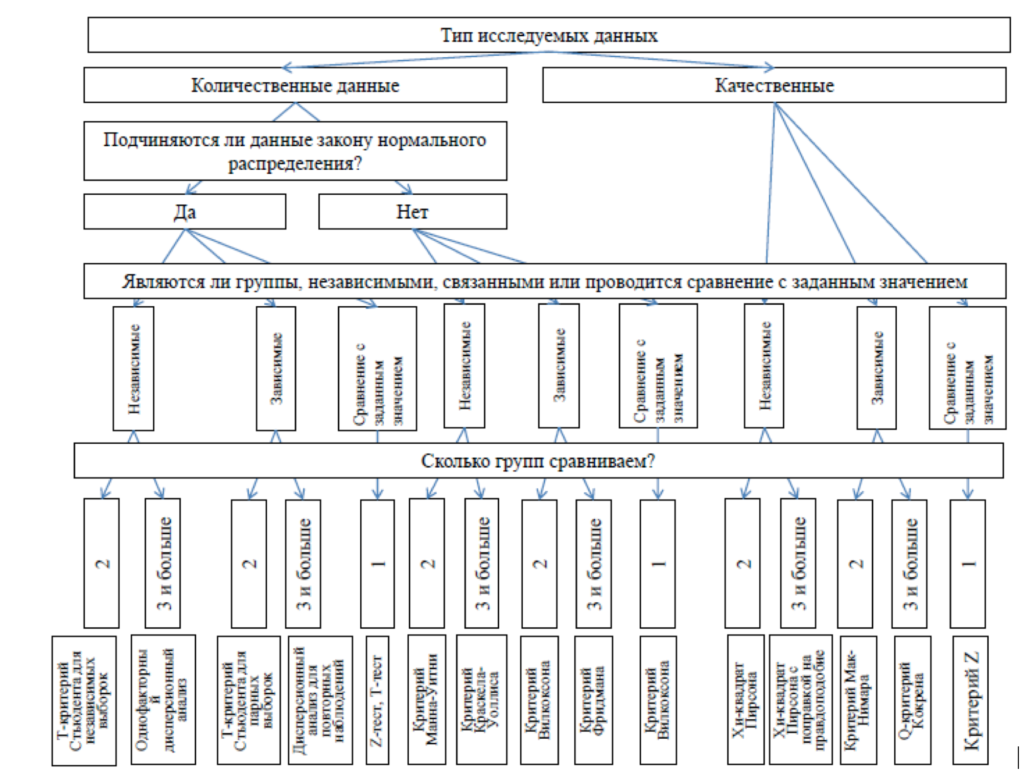 Тип исследуемых данных
Количественные данные
Качественные
Подчиняются ли данные закону нормального
распределения?
Да
Нет
Являются ли группы, независимыми, связанными или проводится сравнение с заданным значением
Независимые
Зависимые
Сравнение с
заданным
значением
Независимые
Зависимые
Сравнение с
заданным
значением
Независимые
Зависимые
Сравнение с
заданным
значением
Сколько групп сравниваем?
2
3 и больше
2
3 и больше
1
2
3 и больше
2
3 и больше
1
2
3 и больше
2
3 и больше
1
Т-критерий
Стьюдента для
независимых
выборок
Однофакторны
й
дисперсионный
анализ
Т-критерий
Стьюдента для
парных
выборок
Дисперсионный
анализ для
повторных
наблюдений
Z-тест, Т-тест
Критерий
Манна-Уитни
Критерий
Краскела-
Уоллиса
Критерий
Вилкоксона
Критерий
Фридмана
Критерий
Вилкоксона
Хи-квадрат
Пирсона
Хи-квадрат
Пирсона с
поправкой на
правдоподобие
Критерий Мак-
Нимара
Q-критерий
Кокрена
Критерий Z